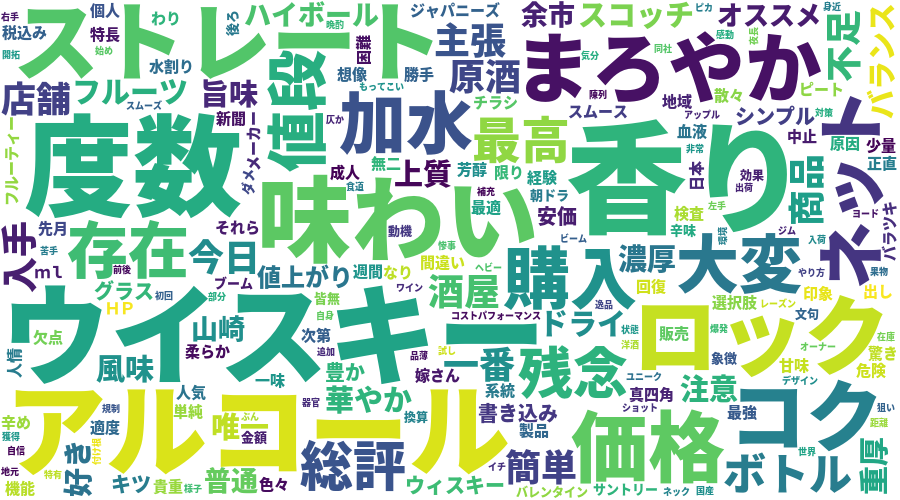 右手
個人
わり
後ろ
ハイボール
晩酌
ジャパニーズ
余市
スコッチ
ピカ
オススメ
身近
税込み
特長
ストレート
困難
主張
まろやか
感動
夜長
不足
バランス
開拓
始め
水割り
想像
勝手
気分
同社
店舗
フルーツ
旨味
値段
もってこい
原酒
陳列
散々
ピート
新聞
仄か
加水
チラシ
スムース
地域
アップル
シンプル
対策
スムーズ
度数
メーカー
ダメ
最高
血液
非常
中止
原因
少量
フルーティー
成人
無二
上質
芳醇
限り
経験
香り
日本
効果
出荷
商品
正直
ネット
食道
味わい
補充
朝ドラ
最適
安価
検査
左手
辛味
ヨード
バラツキ
入手
先月
それら
動機
惨事
苦手
存在
今日
値上がり
週間
なり
間違い
ビーム
購入
濃厚
大変
ジム
入荷
ml
前後
ブーム
ヘビー
回復
やり方
果物
グラス
初回
部分
皆無
ワイン
酒屋
逸品
選択肢
レーズン
印象
出し
HP
自身
コストパフォーマンス
ウイスキー
ドライ
状態
ロック
文句
欠点
山崎
次第
追加
品薄
試し
一番
洋酒
販売
爆発
オーナー
在庫
驚き
人情
風味
柔らか
豊か
嫁さん
残念
象徴
甘味
危険
一味
系統
ユニーク
注意
デザイン
人気
華やか
真四角
ショット
最強
コク
狙い
辛め
規制
単純
器官
ぶん
換算
書き込み
製品
価格
距離
獲得
適度
唯一
アルコール
自信
付け根
金額
総評
イチ
簡単
世界
重厚
地元
好き
貴重
普通
色々
機能
特有
キツ
様子
ウィスキー
バレンタイン
サントリー
ネック
国産
ボトル